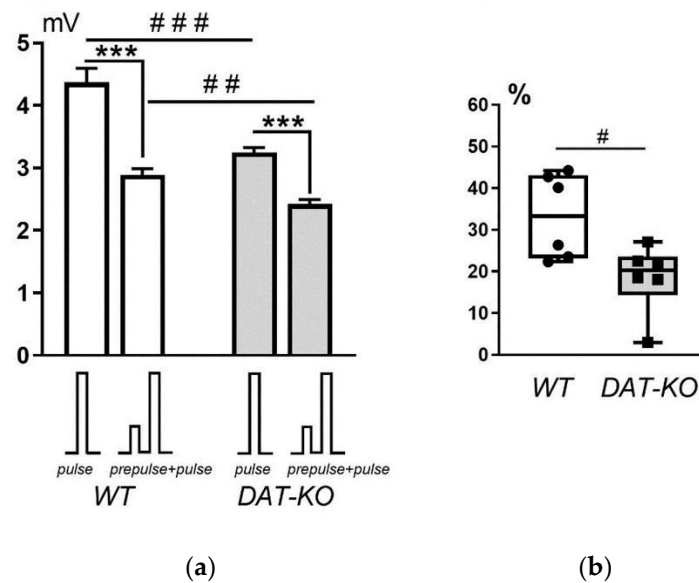 mV
5
4
3
2
1
0
# # #
***
# #
***
pulse prepulse+pulse pulse prepulse+pulse
WT DAT-KO
(a)
%
60
50
40
30
20
10
0
#
WT DAT-KO
(b)